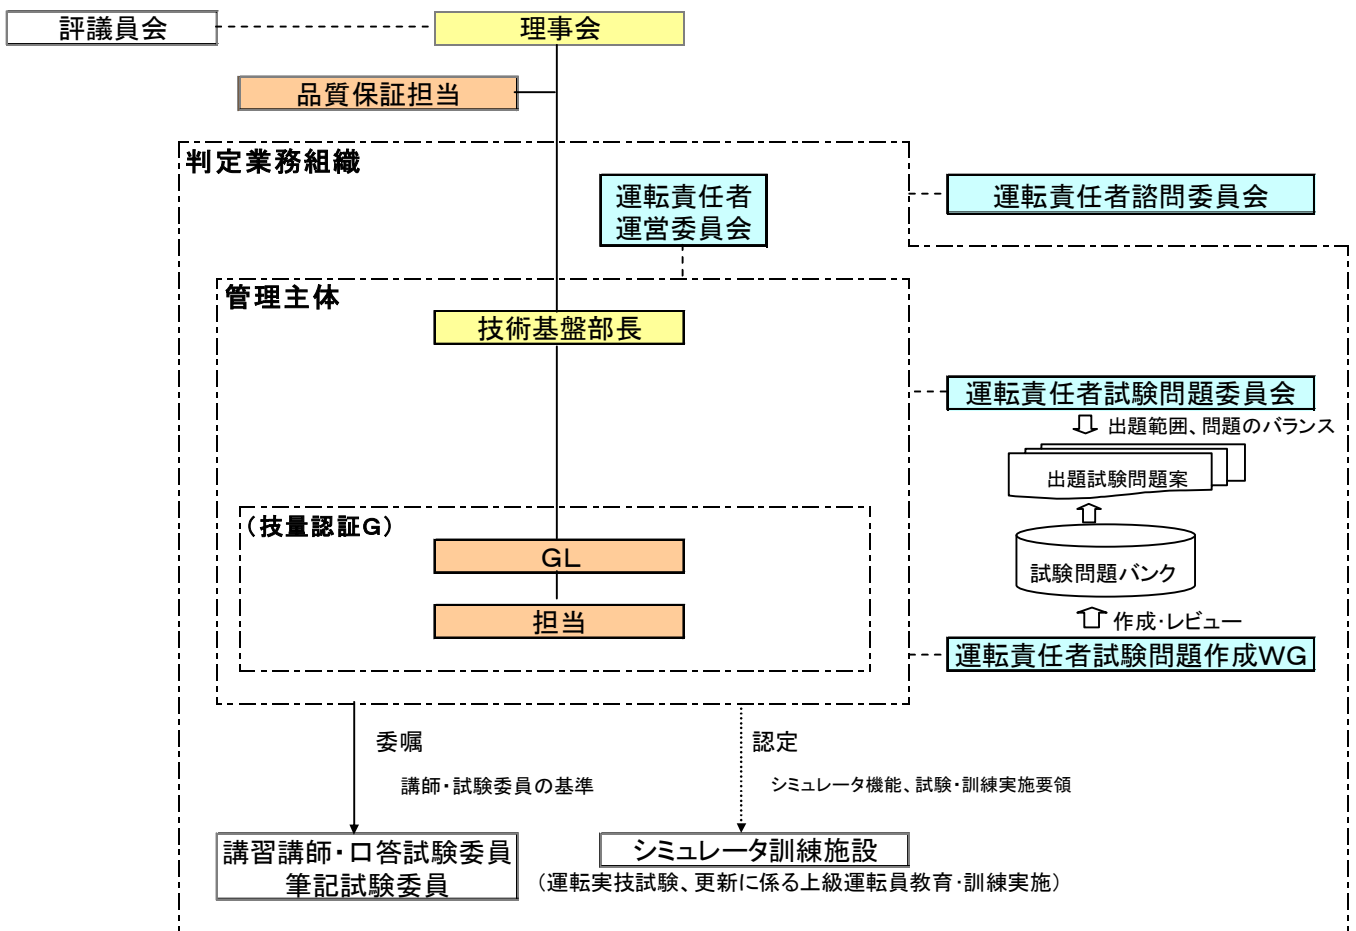 評議員会
理事会
品質保証担当
判定業務組織
運転責任者
運営委員会
運転責任者諮問委員会
管理主体
技術基盤部長
運転責任者試験問題委員会
出題範囲、問題のバランス
出題試験問題案
(技量認証G)
GL
試験問題バンク
担当
作成・レビュー
運転責任者試験問題作成WG
委嘱
認定
講師・試験委員の基準
シミュレータ機能、試験・訓練実施要領
講習講師・口答試験委員
筆記試験委員
シミュレータ訓練施設
(運転実技試験、更新に係る上級運転員教育・訓練実施)